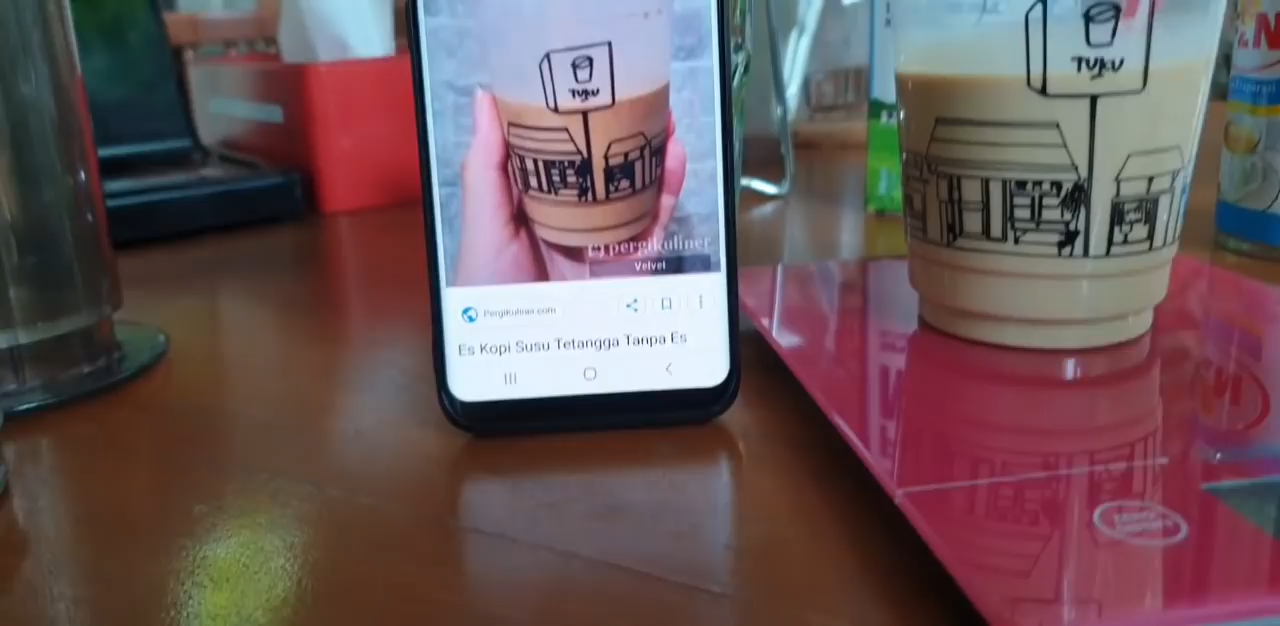 TUKU
pergikuliner
Velvet
Pergikuliner.com
Es Kopi Susu Tetangga Tanpa Es
TUKU
&N